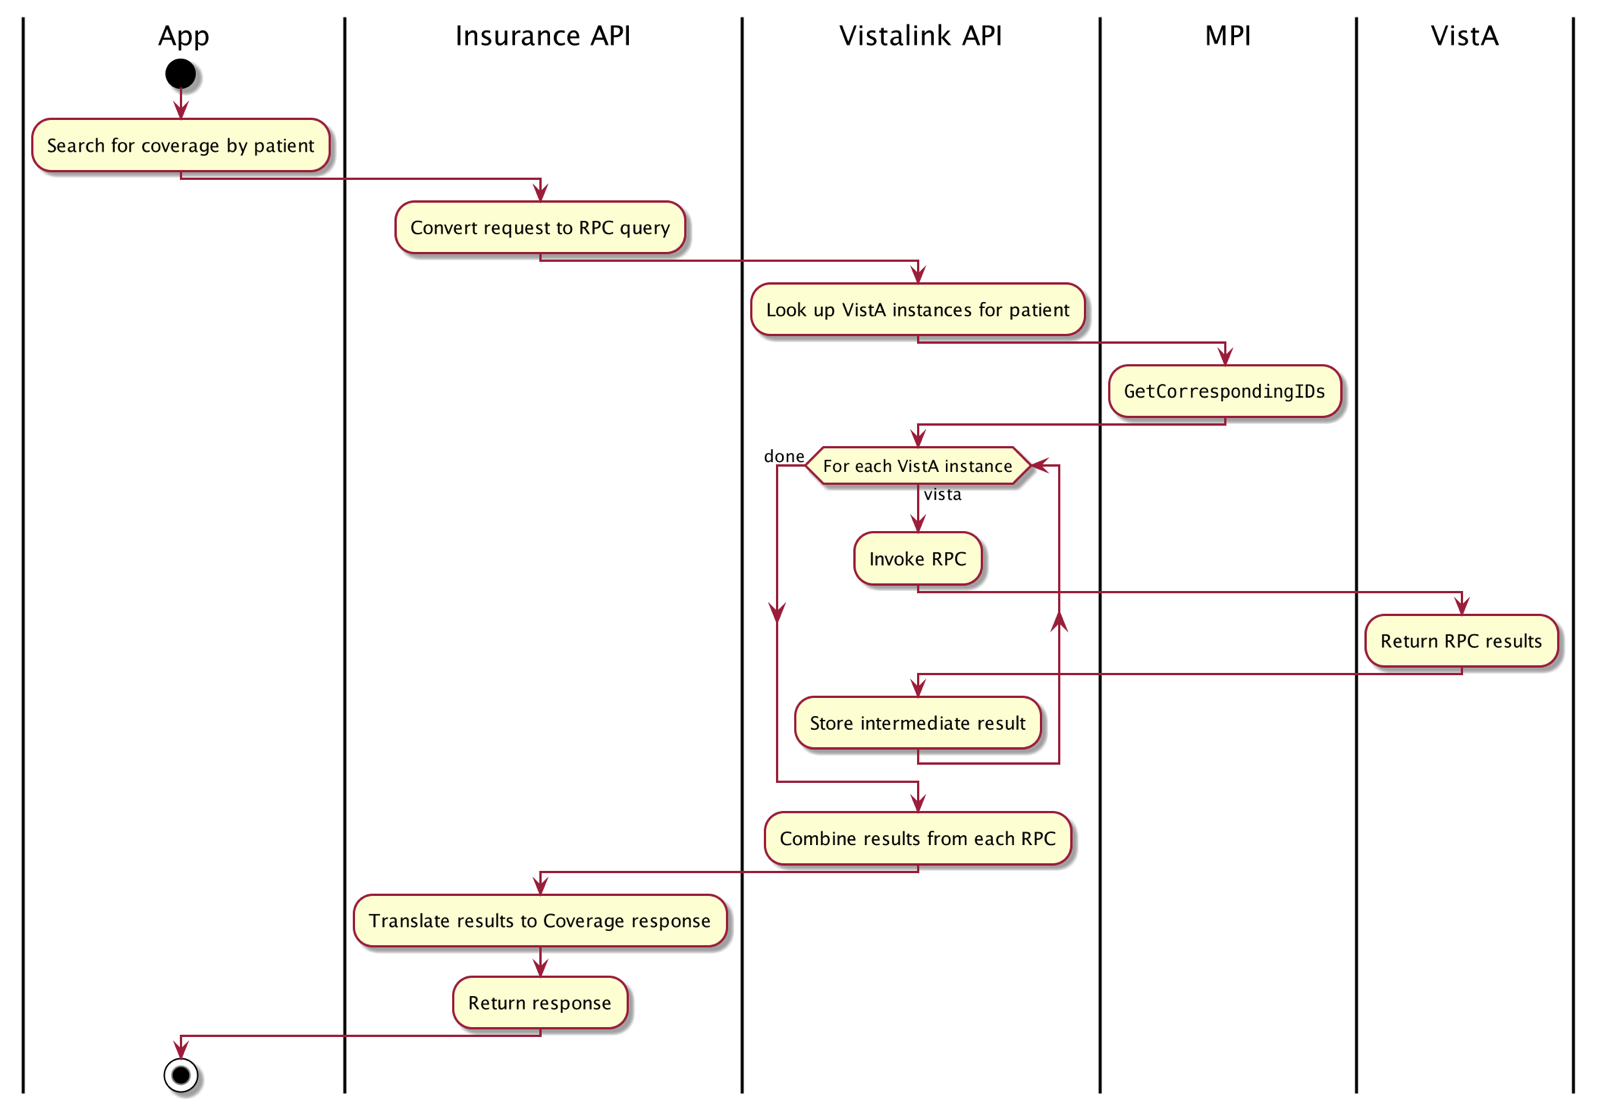 App
Insurance API
Vistalink API
MPI
VistA
Search for coverage by patient
Convert request to RPC query
Look up VistA instances for patient
GetCorrespondingIDs
done
For each VistA instance
vista
Invoke RPC
Return RPC results
Store intermediate result
Combine results from each RPC
Translate results to Coverage response
Return response